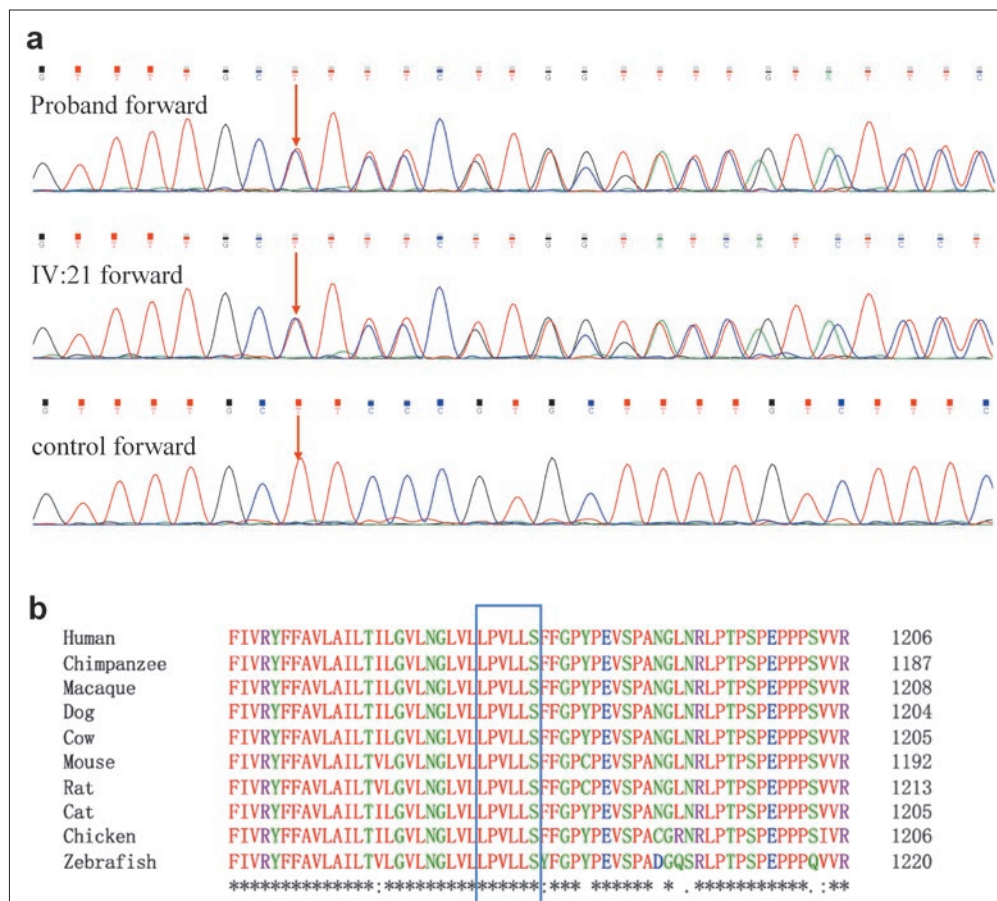 a
G T T T T G C T T T T C T T G G T T T T G T A T T T C
Proband forward
G T T T T G C T T T T C T T G G T A T C A T C T C C T
IV:21 forward
G T T T T G C T T C C C G T G C T T T T G T C T T T C
control forward
b
Human FIVRYFFAVLAILTILGVLNGLVLLPVLLSFFGPYPEVSPANGLNRLPTPSPEPPPSVVR 1206
Chimpanzee FIVRYFFAVLAILTILGVLNGLVLLPVLLSFFGPYPEVSPANGLNRLPTPSPEPPPSVVR 1187
Macaque FIVRYFFAVLAILTILGVLNGLVLLPVLLSFFGPYPEVSPANGLNRLPTPSPEPPPSVVR 1208
Dog FIVRYFFAVLAILTILGVLNGLVLLPVLLSFFGPYPEVSPANGLNRLPTPSPEPPPSVVR 1204
Cow FIVRYFFAVLAILTILGVLNGLVLLPVLLSFFGPYPEVSPANGLNRLPTPSPEPPPSVVR 1205
Mouse FIVRYFFAVLAILTVLGVLNGLVLLPVLLSFFGPCPEVSPANGLNRLPTPSPEPPPSVVR 1192
Rat FIVRYFFAVLAILTILGVLNGLVLLPVLLSFFGPCPEVSPANGLNRLPTPSPEPPPSVVR 1213
Cat FIVRYFFAVLAILTILGVLNGLVLLPVLLSFFGPYPEVSPANGLNRLPTPSPEPPPSVVR 1205
Chicken FIVRYFFAVLAILTILGVLNGLVLLPVLLSFFGPYPEVSPACGRNRLPTPSPEPPPSIVR 1206
Zebrafish FIVRYFFAVLAILTVLGVLNGLVLLPVLLSYFGPYPEVSPADGQSRLPTPSPEPPPQVVR 1220
**************:***************:*** ****** * .***********.:**